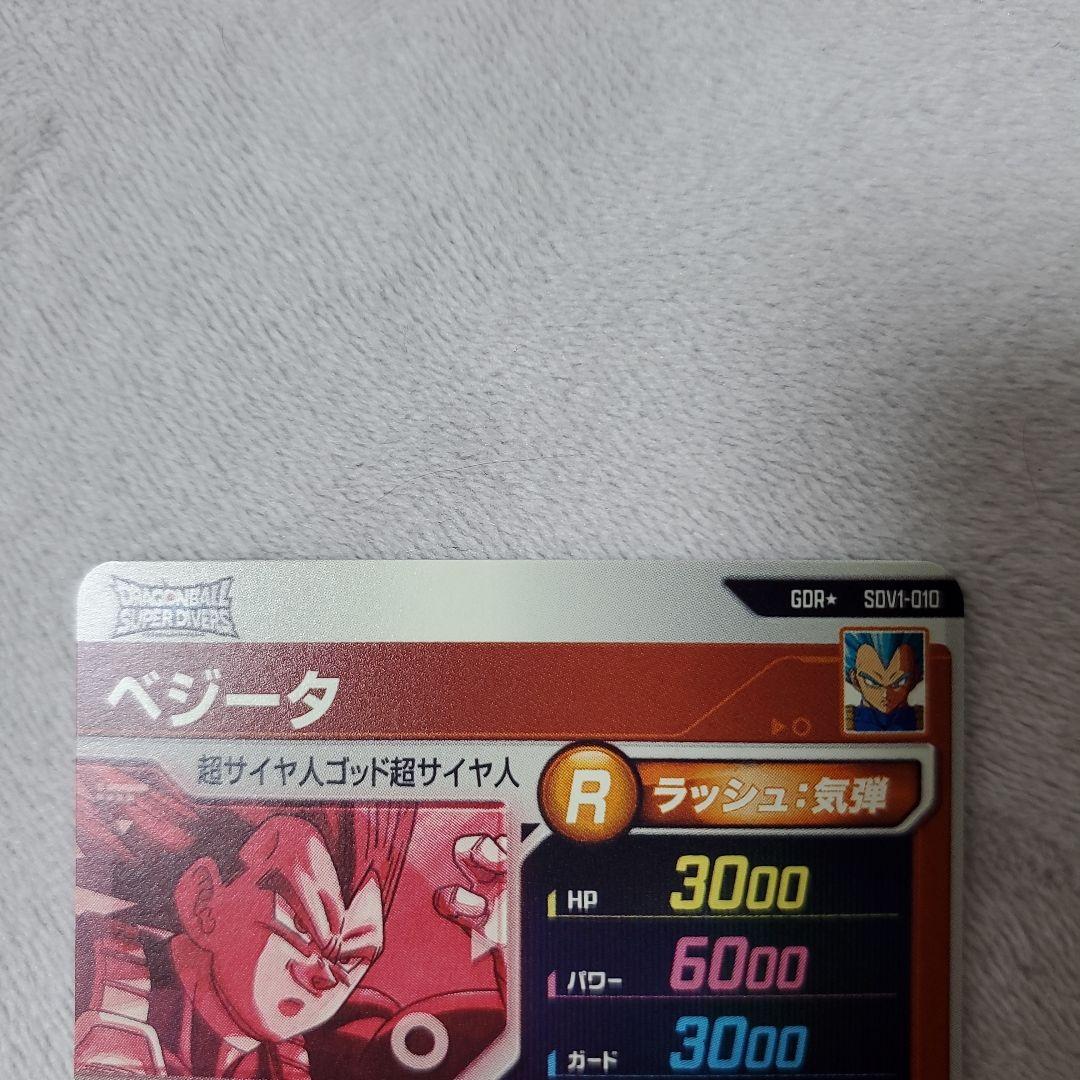 DRAGONBALL
SUPER DIVERS
GDR★ SDV1-010
ベジータ
超サイヤ人ゴッド超サイヤ人
R ラッシュ:気弾
HP 3000
パワー 6000
ガード 3000